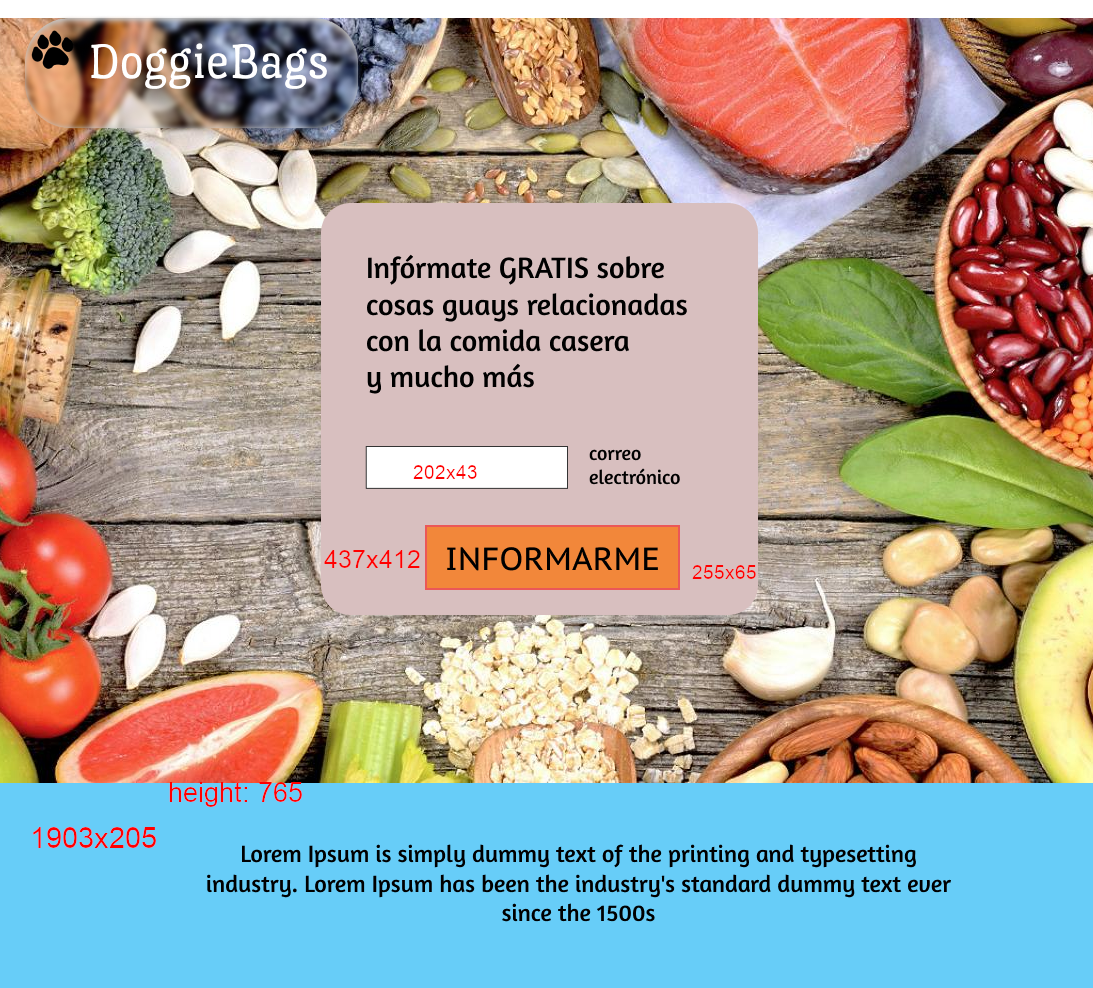 DoggieBags
Infórmate GRATIS sobre
cosas guays relacionadas
con la comida casera
y mucho más
202x43
correo
electrónico
437x412
INFORMARME
255x65
height: 765
1903x205
Lorem Ipsum is simply dummy text of the printing and typesetting
industry. Lorem Ipsum has been the industry's standard dummy text ever
since the 1500s